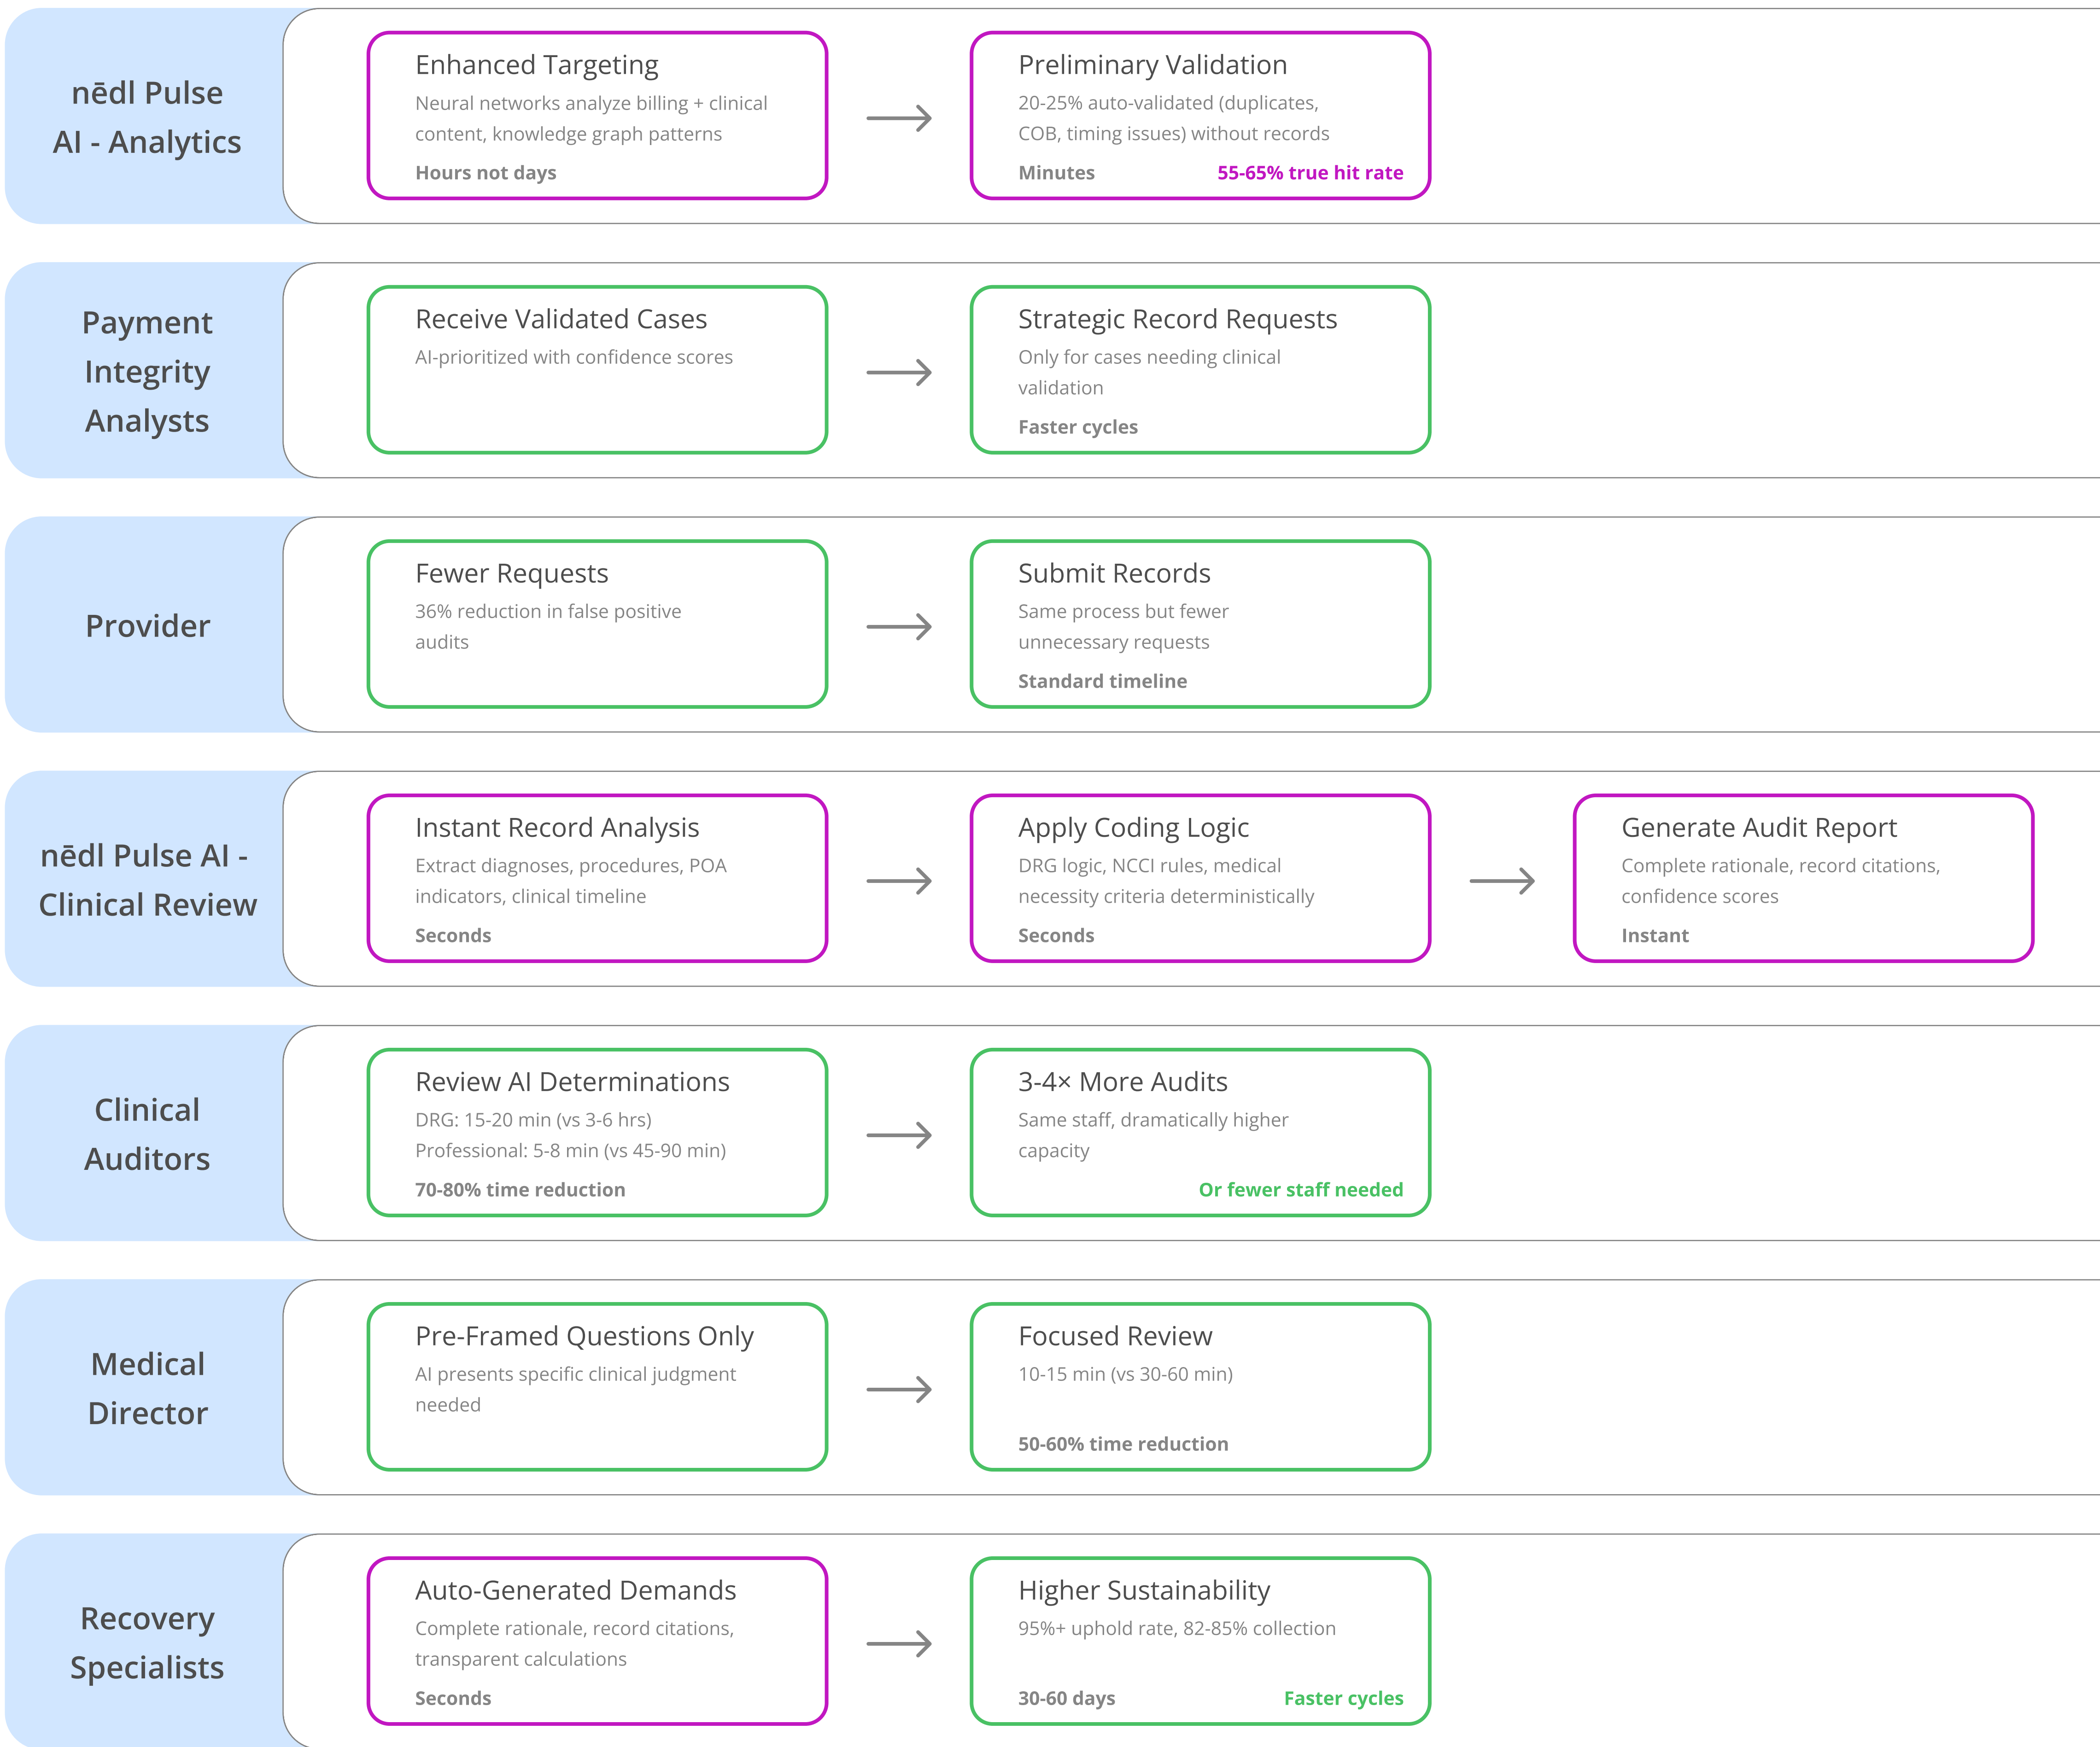 nēdl Pulse
AI - Analytics
Enhanced Targeting
Neural networks analyze billing + clinical
content, knowledge graph patterns
Hours not days
Preliminary Validation
20-25% auto-validated (duplicates,
COB, timing issues) without records
Minutes
55-65% true hit rate
Payment
Integrity
Analysts
Receive Validated Cases
AI-prioritized with confidence scores
Strategic Record Requests
Only for cases needing clinical
validation
Faster cycles
Provider
Fewer Requests
36% reduction in false positive
audits
Submit Records
Same process but fewer
unnecessary requests
Standard timeline
nēdl Pulse AI -
Clinical Review
Instant Record Analysis
Extract diagnoses, procedures, POA
indicators, clinical timeline
Seconds
Apply Coding Logic
DRG logic, NCCI rules, medical
necessity criteria deterministically
Seconds
Generate Audit Report
Complete rationale, record citations,
confidence scores
Instant
Clinical
Auditors
Review AI Determinations
DRG: 15-20 min (vs 3-6 hrs)
Professional: 5-8 min (vs 45-90 min)
70-80% time reduction
3-4× More Audits
Same staff, dramatically higher
capacity
Or fewer staff needed
Medical
Director
Pre-Framed Questions Only
AI presents specific clinical judgment
needed
Focused Review
10-15 min (vs 30-60 min)
50-60% time reduction
Recovery
Specialists
Auto-Generated Demands
Complete rationale, record citations,
transparent calculations
Seconds
Higher Sustainability
95%+ uphold rate, 82-85% collection
30-60 days
Faster cycles